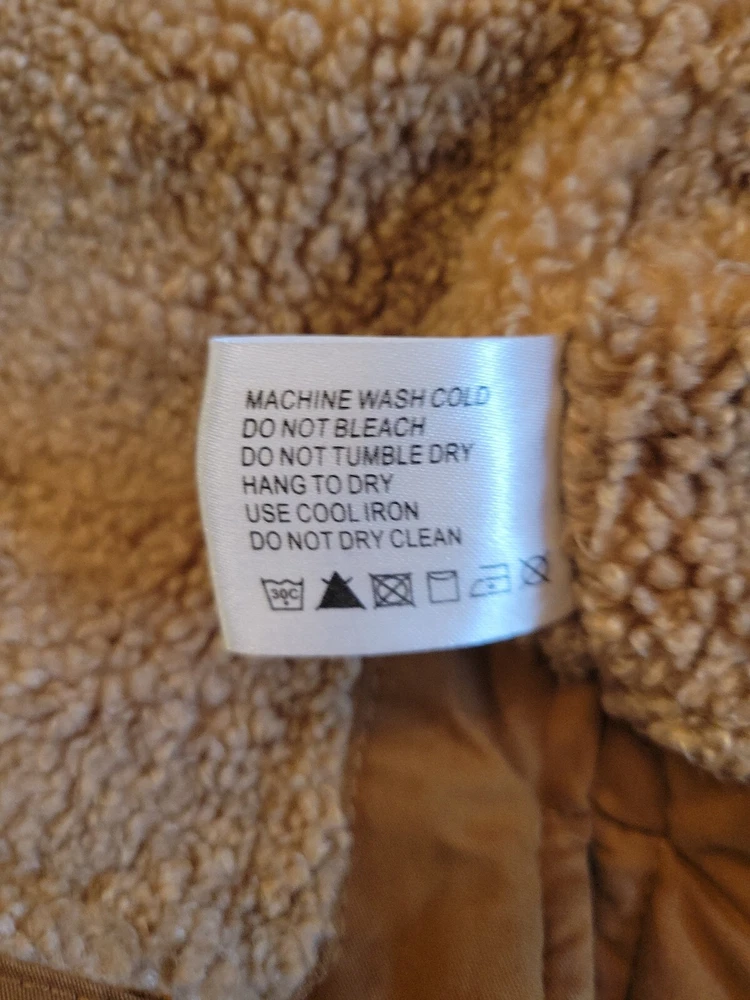 MACHINE WASH COLD
DO NOT BLEACH
DO NOT TUMBLE DRY
HANG TO DRY
USE COOL IRON
DO NOT DRY CLEAN
30C